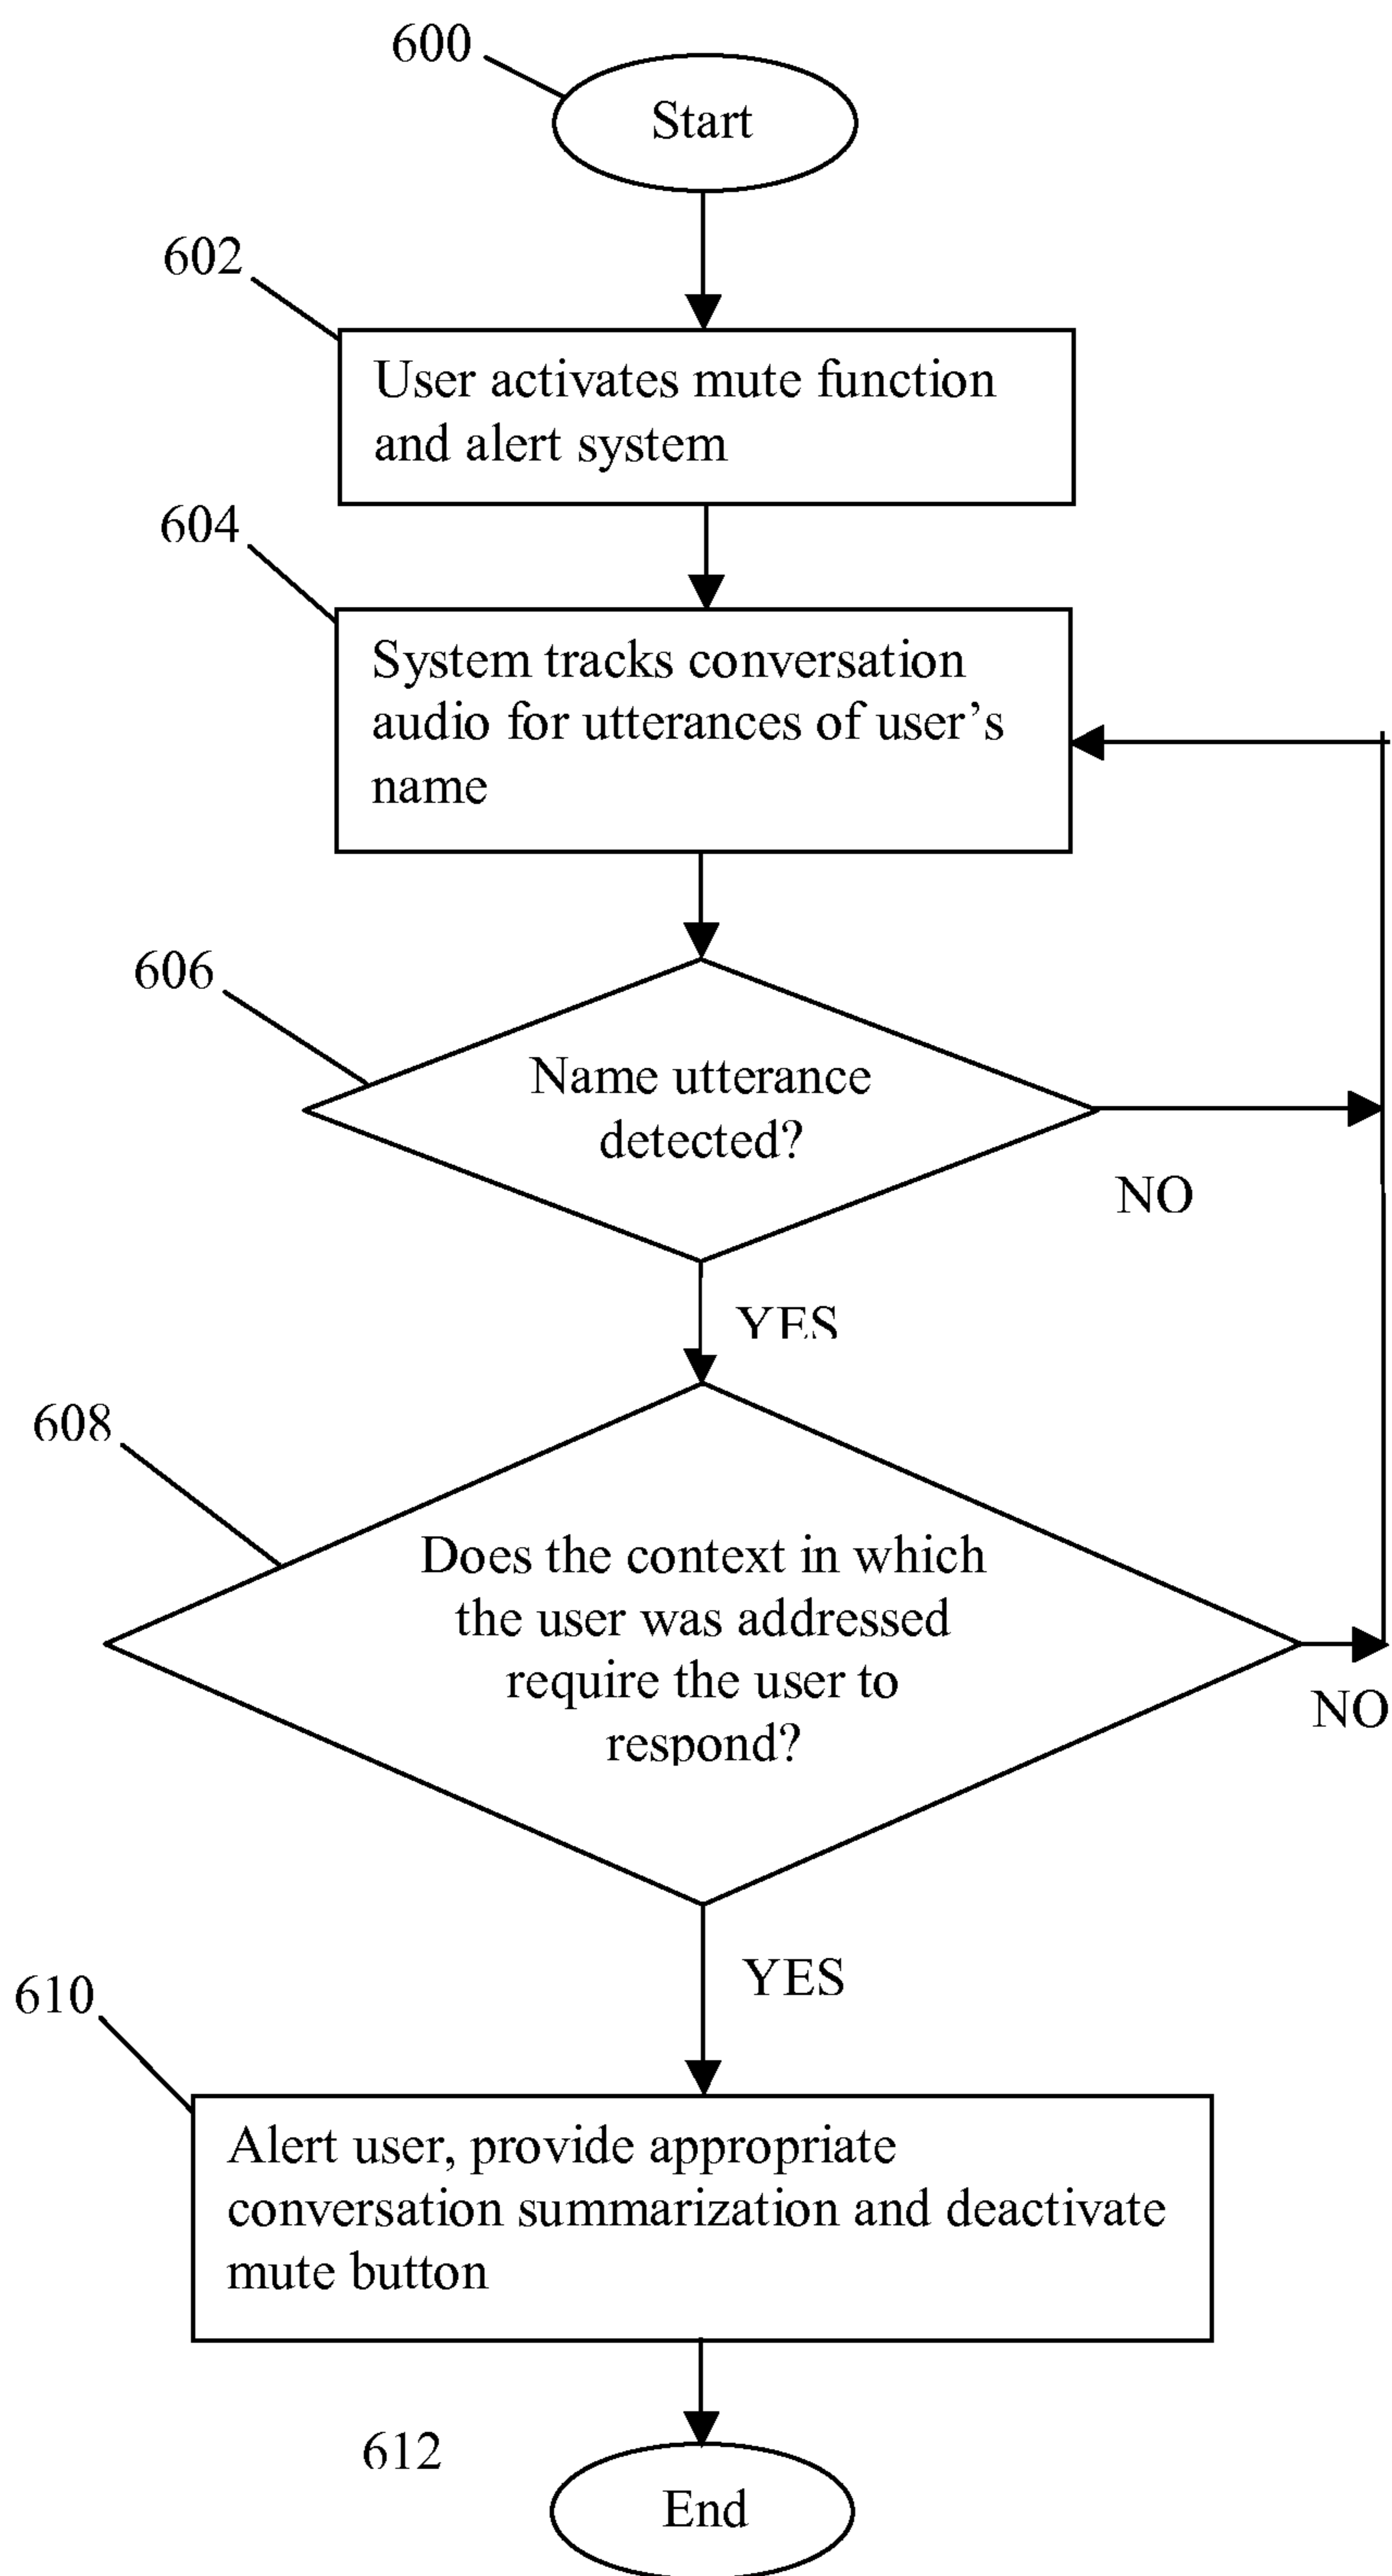 600
Start
602
User activates mute function
and alert system
604
System tracks conversation
audio for utterances of user’s
name
606
Name utterance
detected?
NO
YES
608
Does the context in which
the user was addressed
require the user to
respond?
NO
YES
610
Alert user, provide appropriate
conversation summarization and deactivate
mute button
612
End